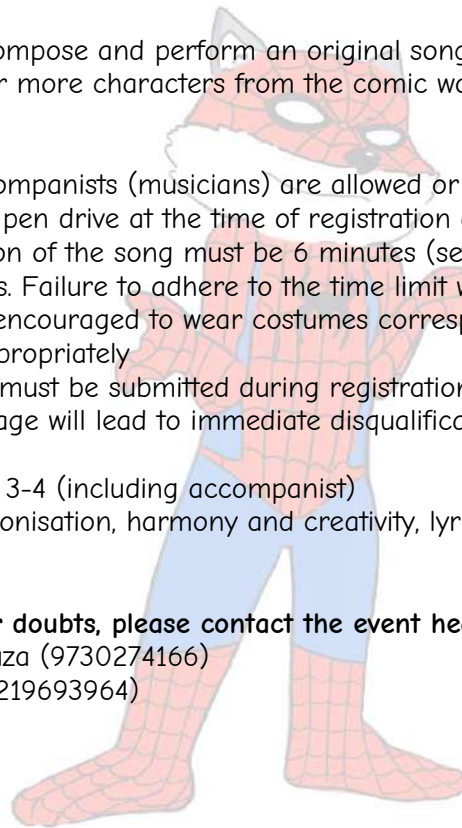 ompose and perform an original song
r more characters from the comic wo
ompanists (musicians) are allowed or
pen drive at the time of registration
on of the song must be 6 minutes (se
s. Failure to adhere to the time limit w
encouraged to wear costumes corresp
propriately
must be submitted during registration
age will lead to immediate disqualifica
3-4 (including accompanist)
onisation, harmony and creativity, lyr
r doubts, please contact the event hea
uza (9730274166)
219693964)